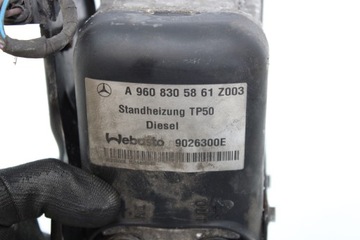 A 960 830 58 61 Z003
Standheizung TP50
Diesel
Webasto 9026300E